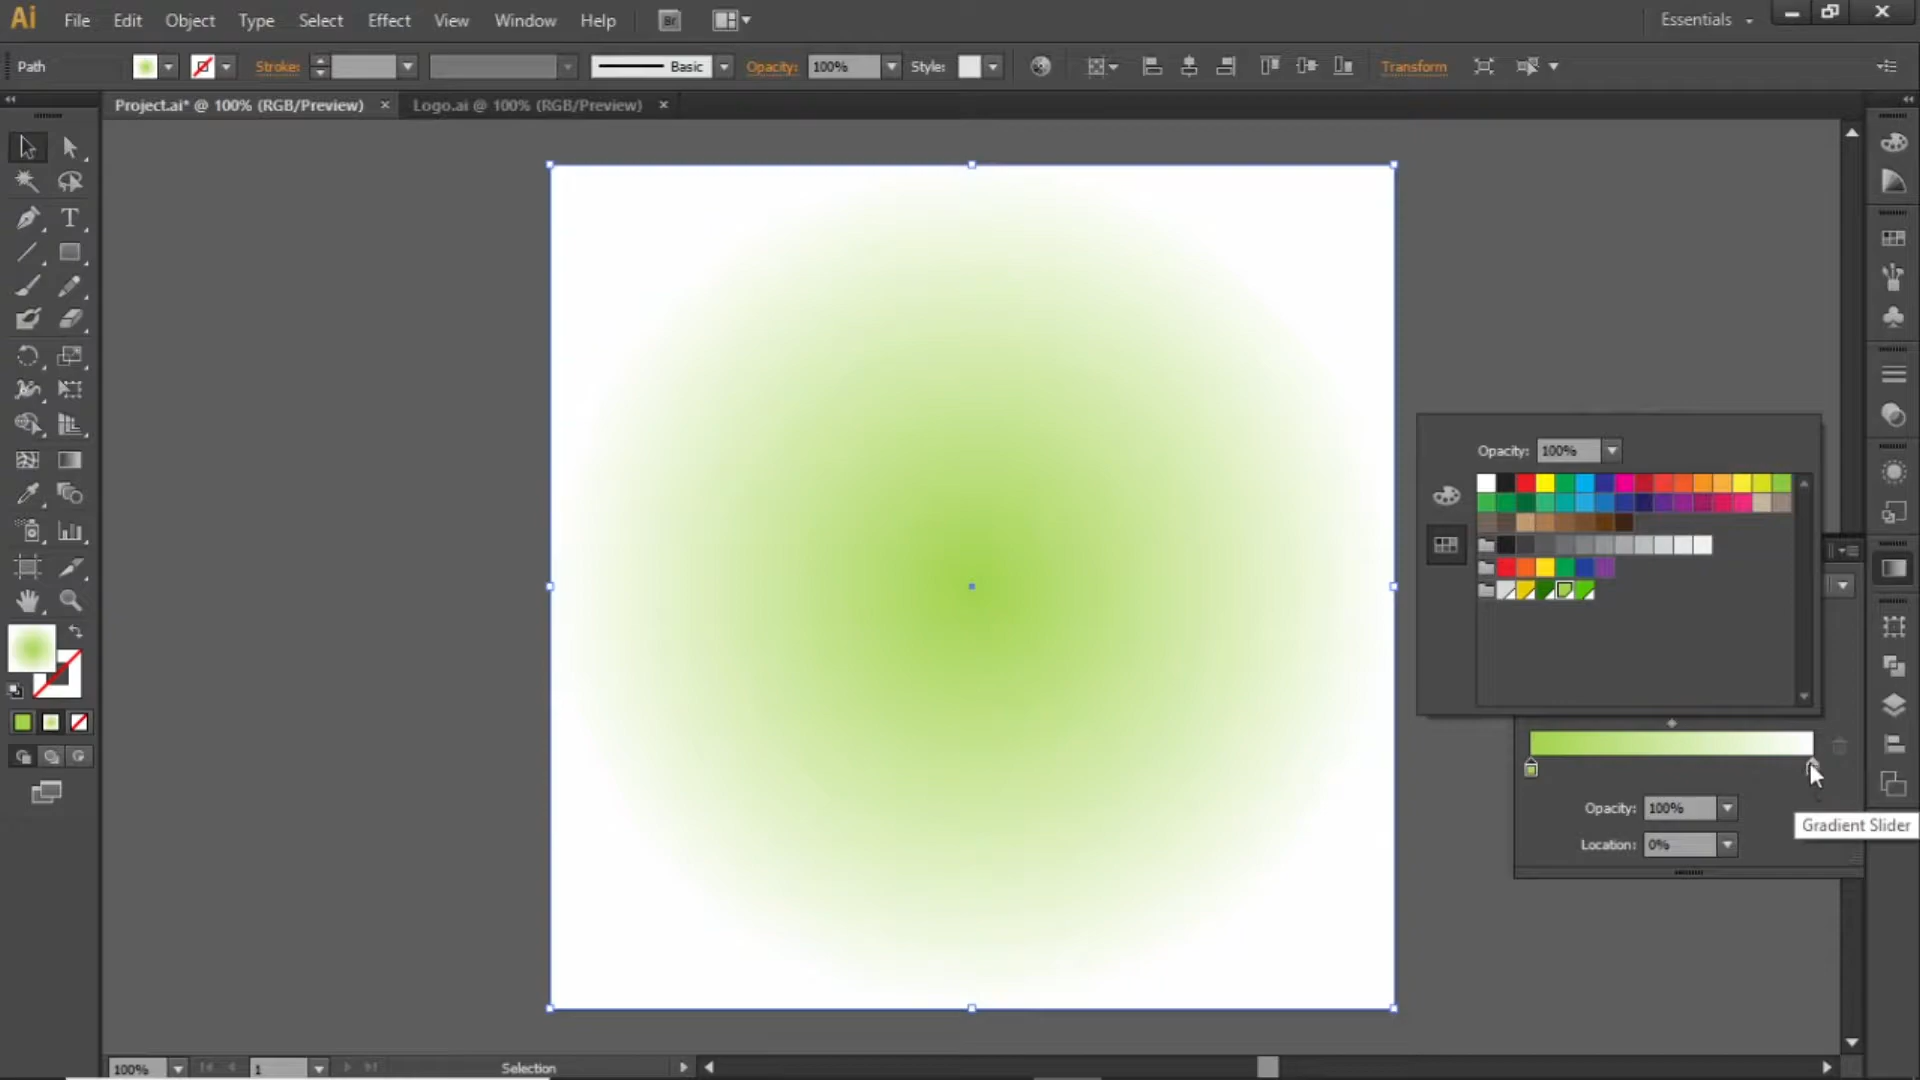 Ai File Edit Object Type Select Effect View Window Help Br Essentials
Path Stroke: Basic Opacity: 100% Style: Transform
Project.ai* @ 100% (RGB/Preview) × Logo.ai @ 100% (RGB/Preview) ×
T
Opacity: 100%
Opacity: 100%
Gradient Slider
Location: 0%
100% 1 Selection